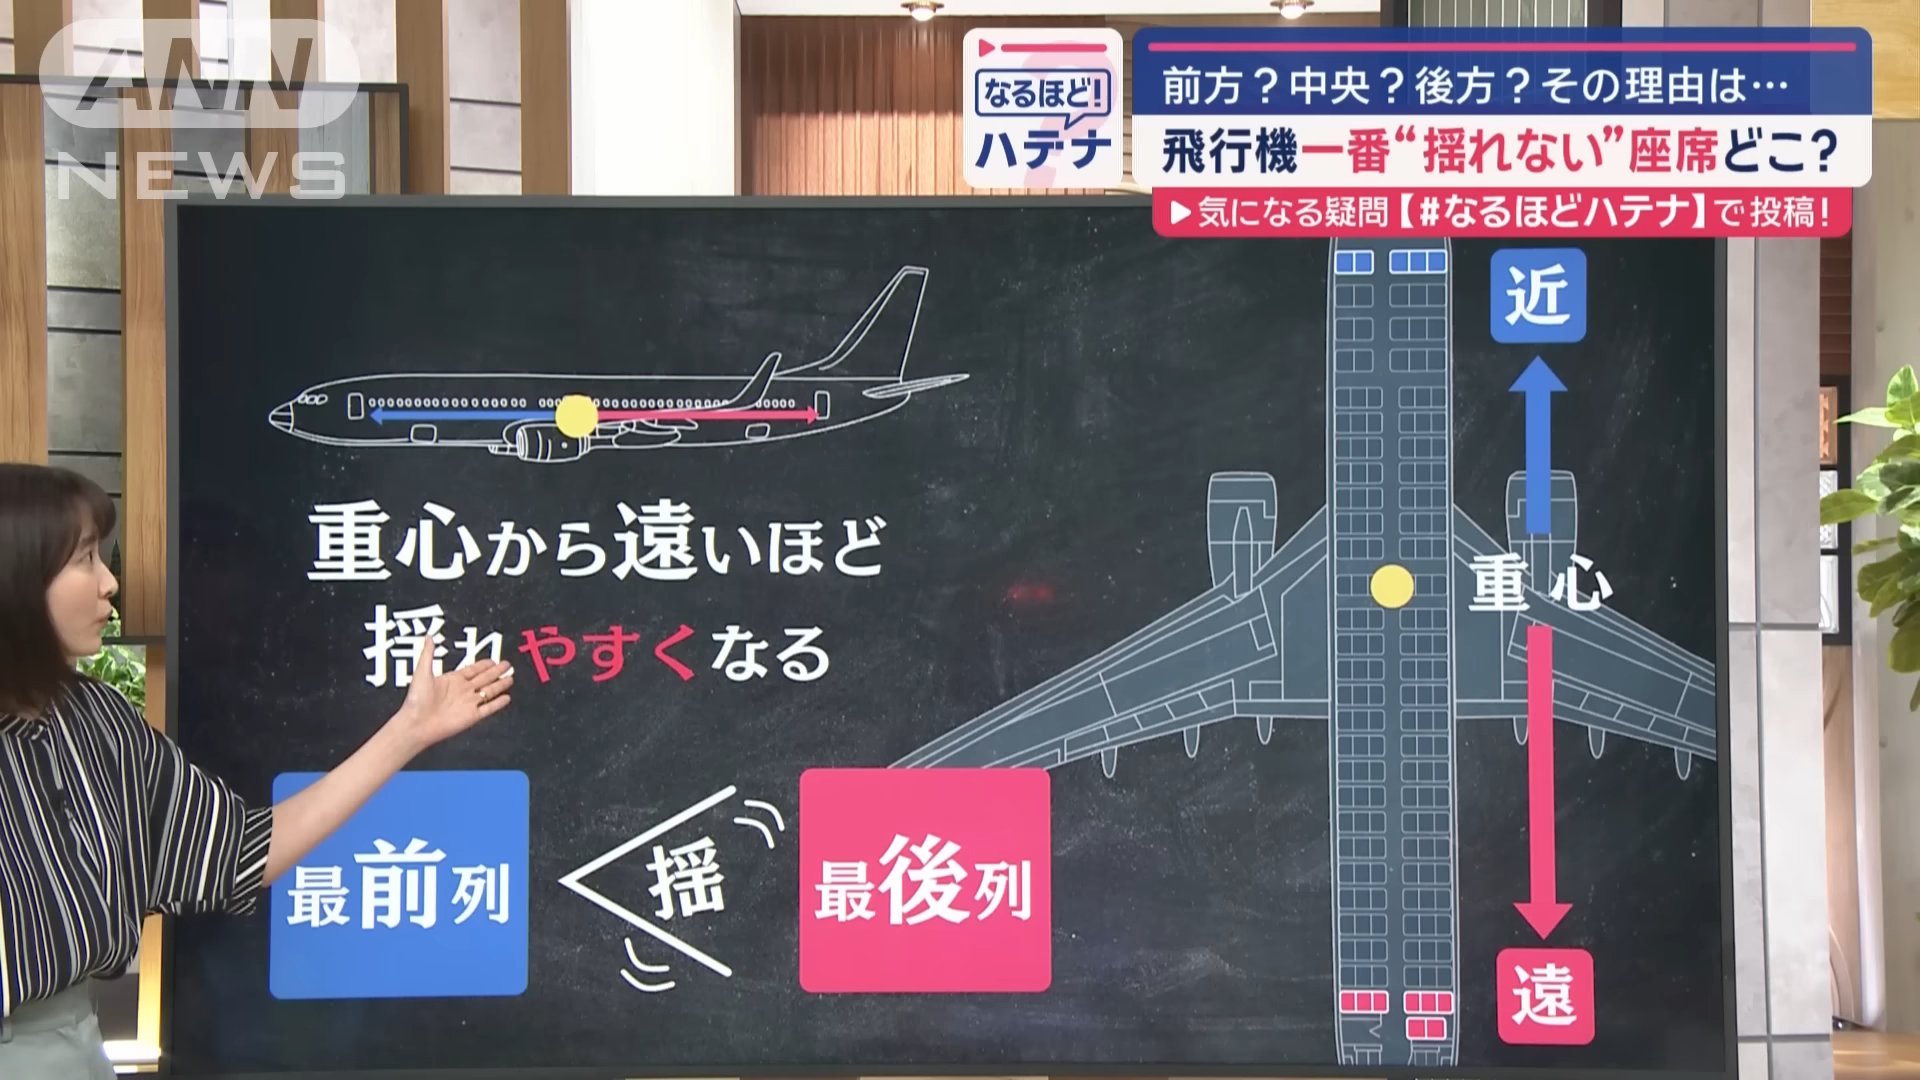 ANN
NEWS
なるほど!
ハテナ
前方？中央？後方？その理由は…
飛行機一番“揺れない”座席どこ？
▶気になる疑問【#なるほどハテナ】で投稿!
近
重心
遠
重心から遠いほど
揺れやすくなる
最前列
揺
最後列